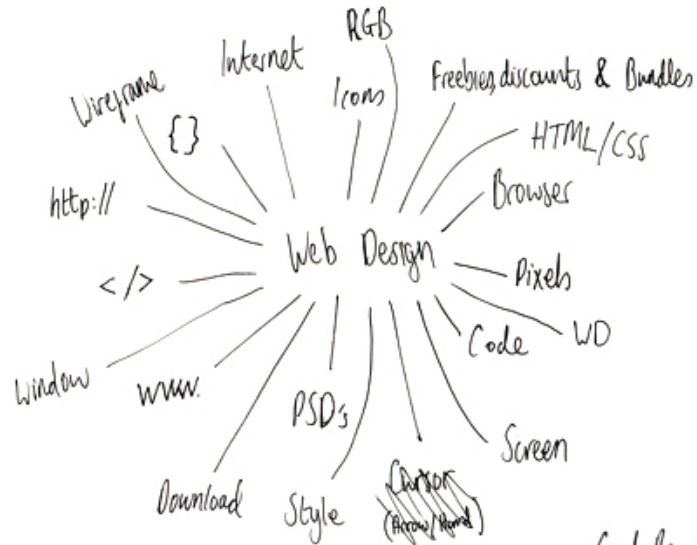 RGB
Internet
Icons
Freebies, discounts & Bundles
Wireframe
{}
HTML/CSS
Browser
http://
Web Design
</>
Pixels
WD
Code
Window
www.
PSD's
Screen
Download
Style
Cursor
(Arrow/Hand)